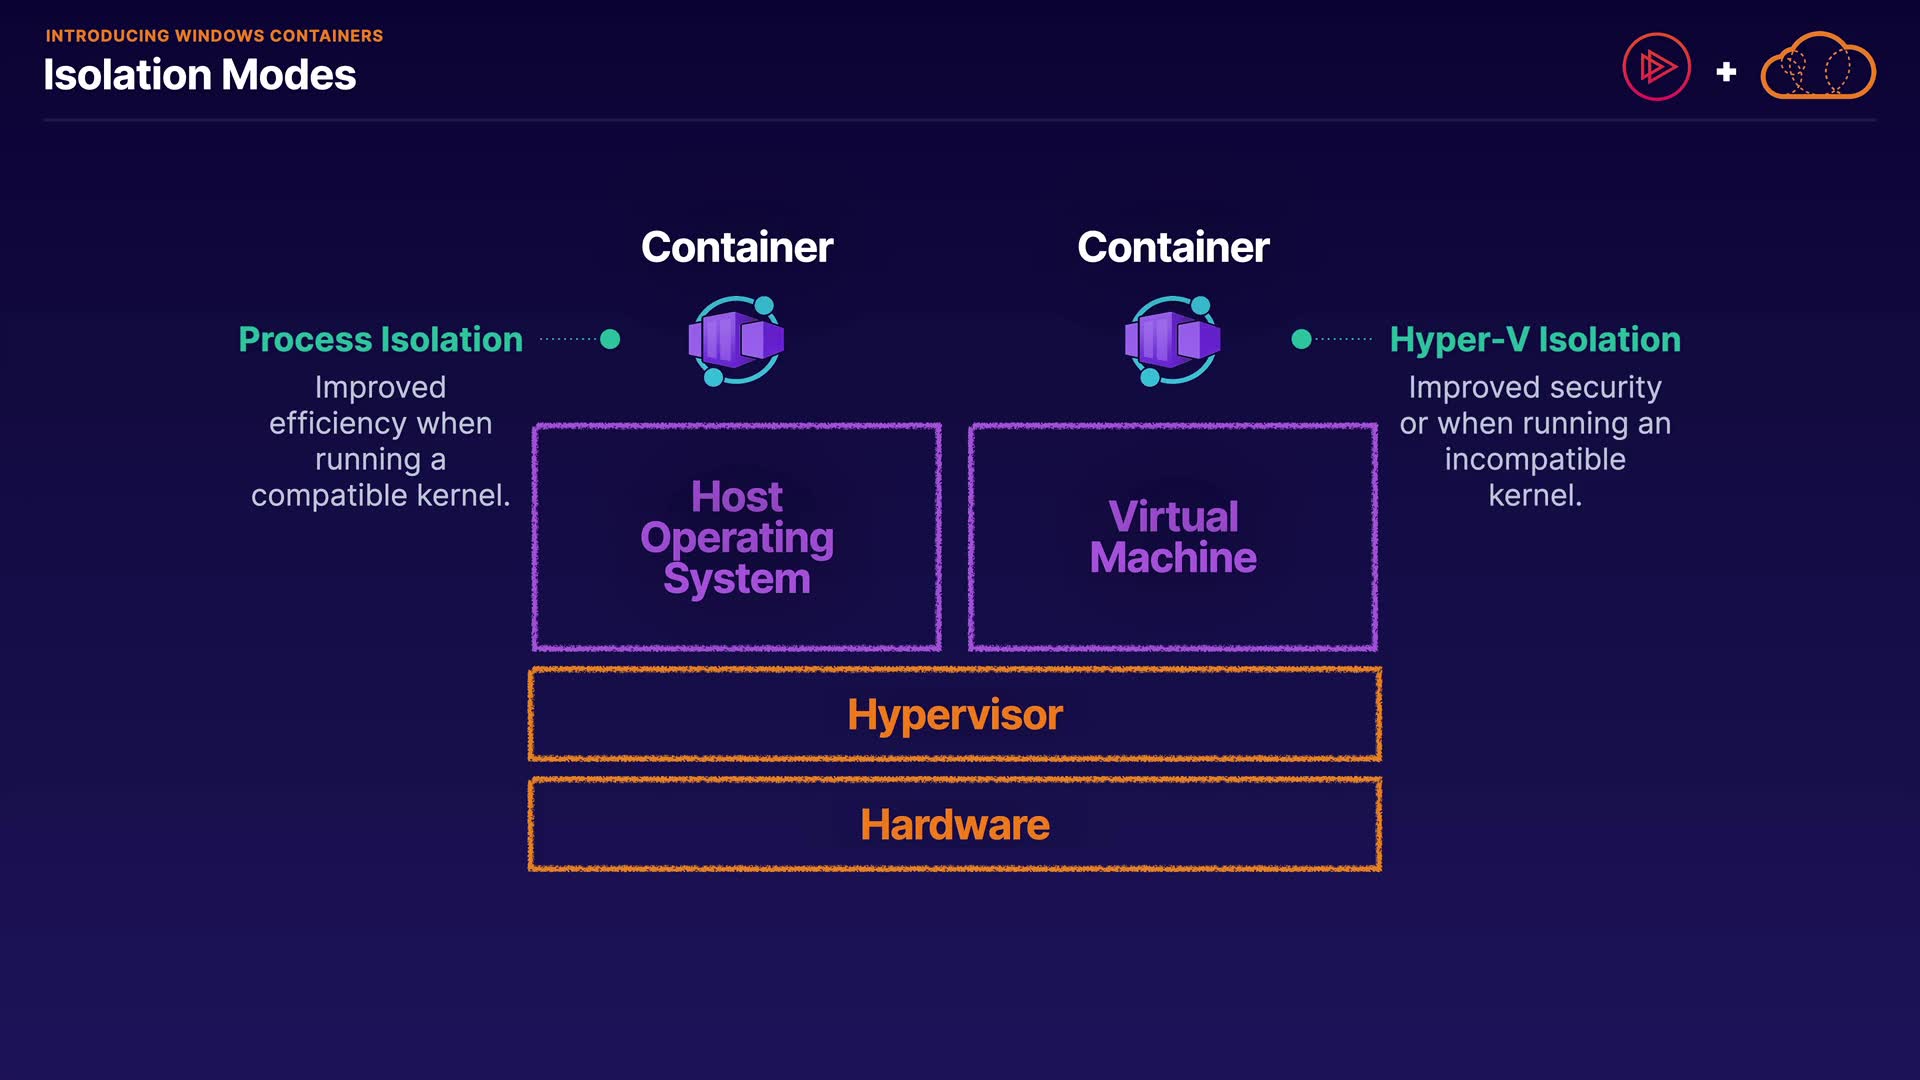 INTRODUCING WINDOWS CONTAINERS
Isolation Modes
+
Container
Container
Process Isolation
Improved
efficiency when
running a
compatible kernel.
Hyper-V Isolation
Improved security
or when running an
incompatible
kernel.
Host
Operating
System
Virtual
Machine
Hypervisor
Hardware